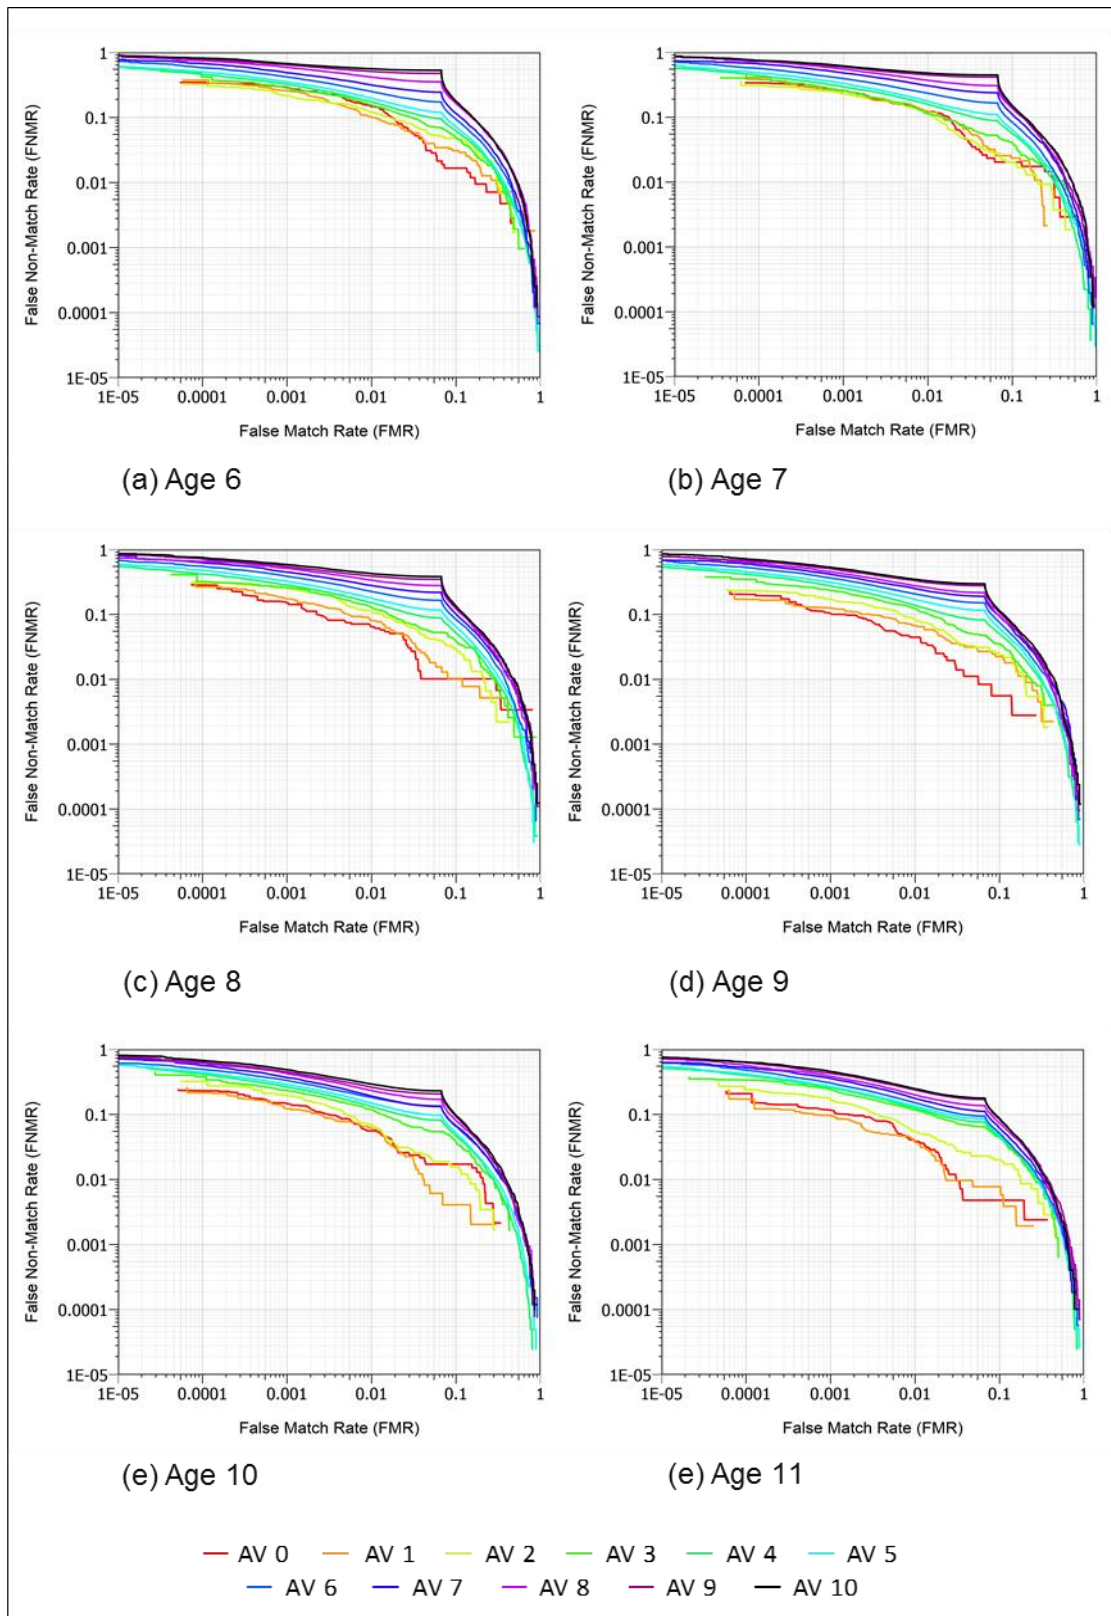 1
0.1
0.01
0.001
0.0001
1E-05
1E-05 0.0001 0.001 0.01 0.1 1
False Non-Match Rate (FNMR)
False Match Rate (FMR)
(a) Age 6
1
0.1
0.01
0.001
0.0001
1E-05
1E-05 0.0001 0.001 0.01 0.1 1
False Non-Match Rate (FNMR)
False Match Rate (FMR)
(b) Age 7
1
0.1
0.01
0.001
0.0001
1E-05
1E-05 0.0001 0.001 0.01 0.1 1
False Non-Match Rate (FNMR)
False Match Rate (FMR)
(c) Age 8
1
0.1
0.01
0.001
0.0001
1E-05
1E-05 0.0001 0.001 0.01 0.1 1
False Non-Match Rate (FNMR)
False Match Rate (FMR)
(d) Age 9
1
0.1
0.01
0.001
0.0001
1E-05
1E-05 0.0001 0.001 0.01 0.1 1
False Non-Match Rate (FNMR)
False Match Rate (FMR)
(e) Age 10
1
0.1
0.01
0.001
0.0001
1E-05
1E-05 0.0001 0.001 0.01 0.1 1
False Non-Match Rate (FNMR)
False Match Rate (FMR)
(e) Age 11
AV 0 AV 1 AV 2 AV 3 AV 4 AV 5
AV 6 AV 7 AV 8 AV 9 AV 10